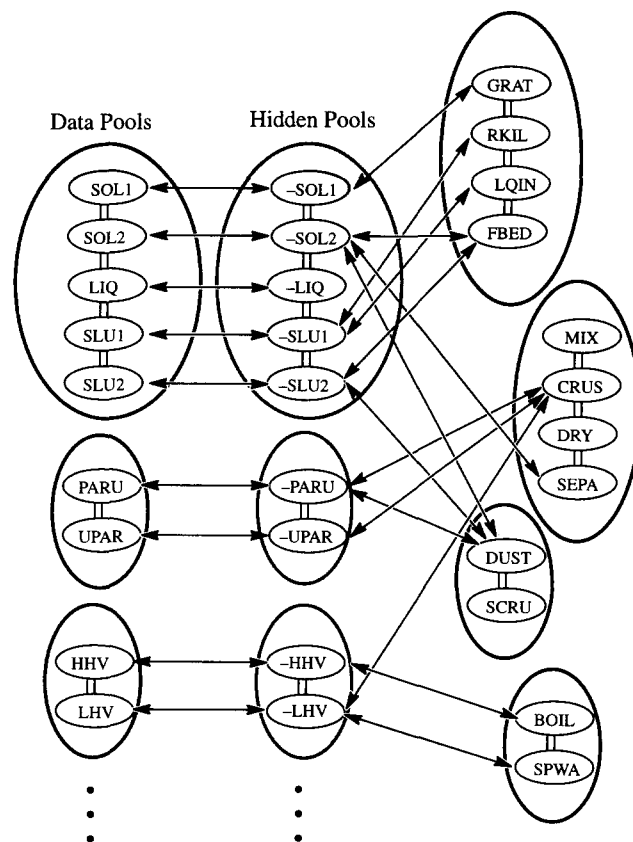 Data Pools
Hidden Pools
SOL1
SOL2
LIQ
SLU1
SLU2
–SOL1
–SOL2
–LIQ
–SLU1
–SLU2
GRAT
RKIL
LQIN
FBED
MIX
CRUS
DRY
SEPA
PARU
UPAR
–PARU
–UPAR
DUST
SCRU
HHV
LHV
–HHV
–LHV
BOIL
SPWA